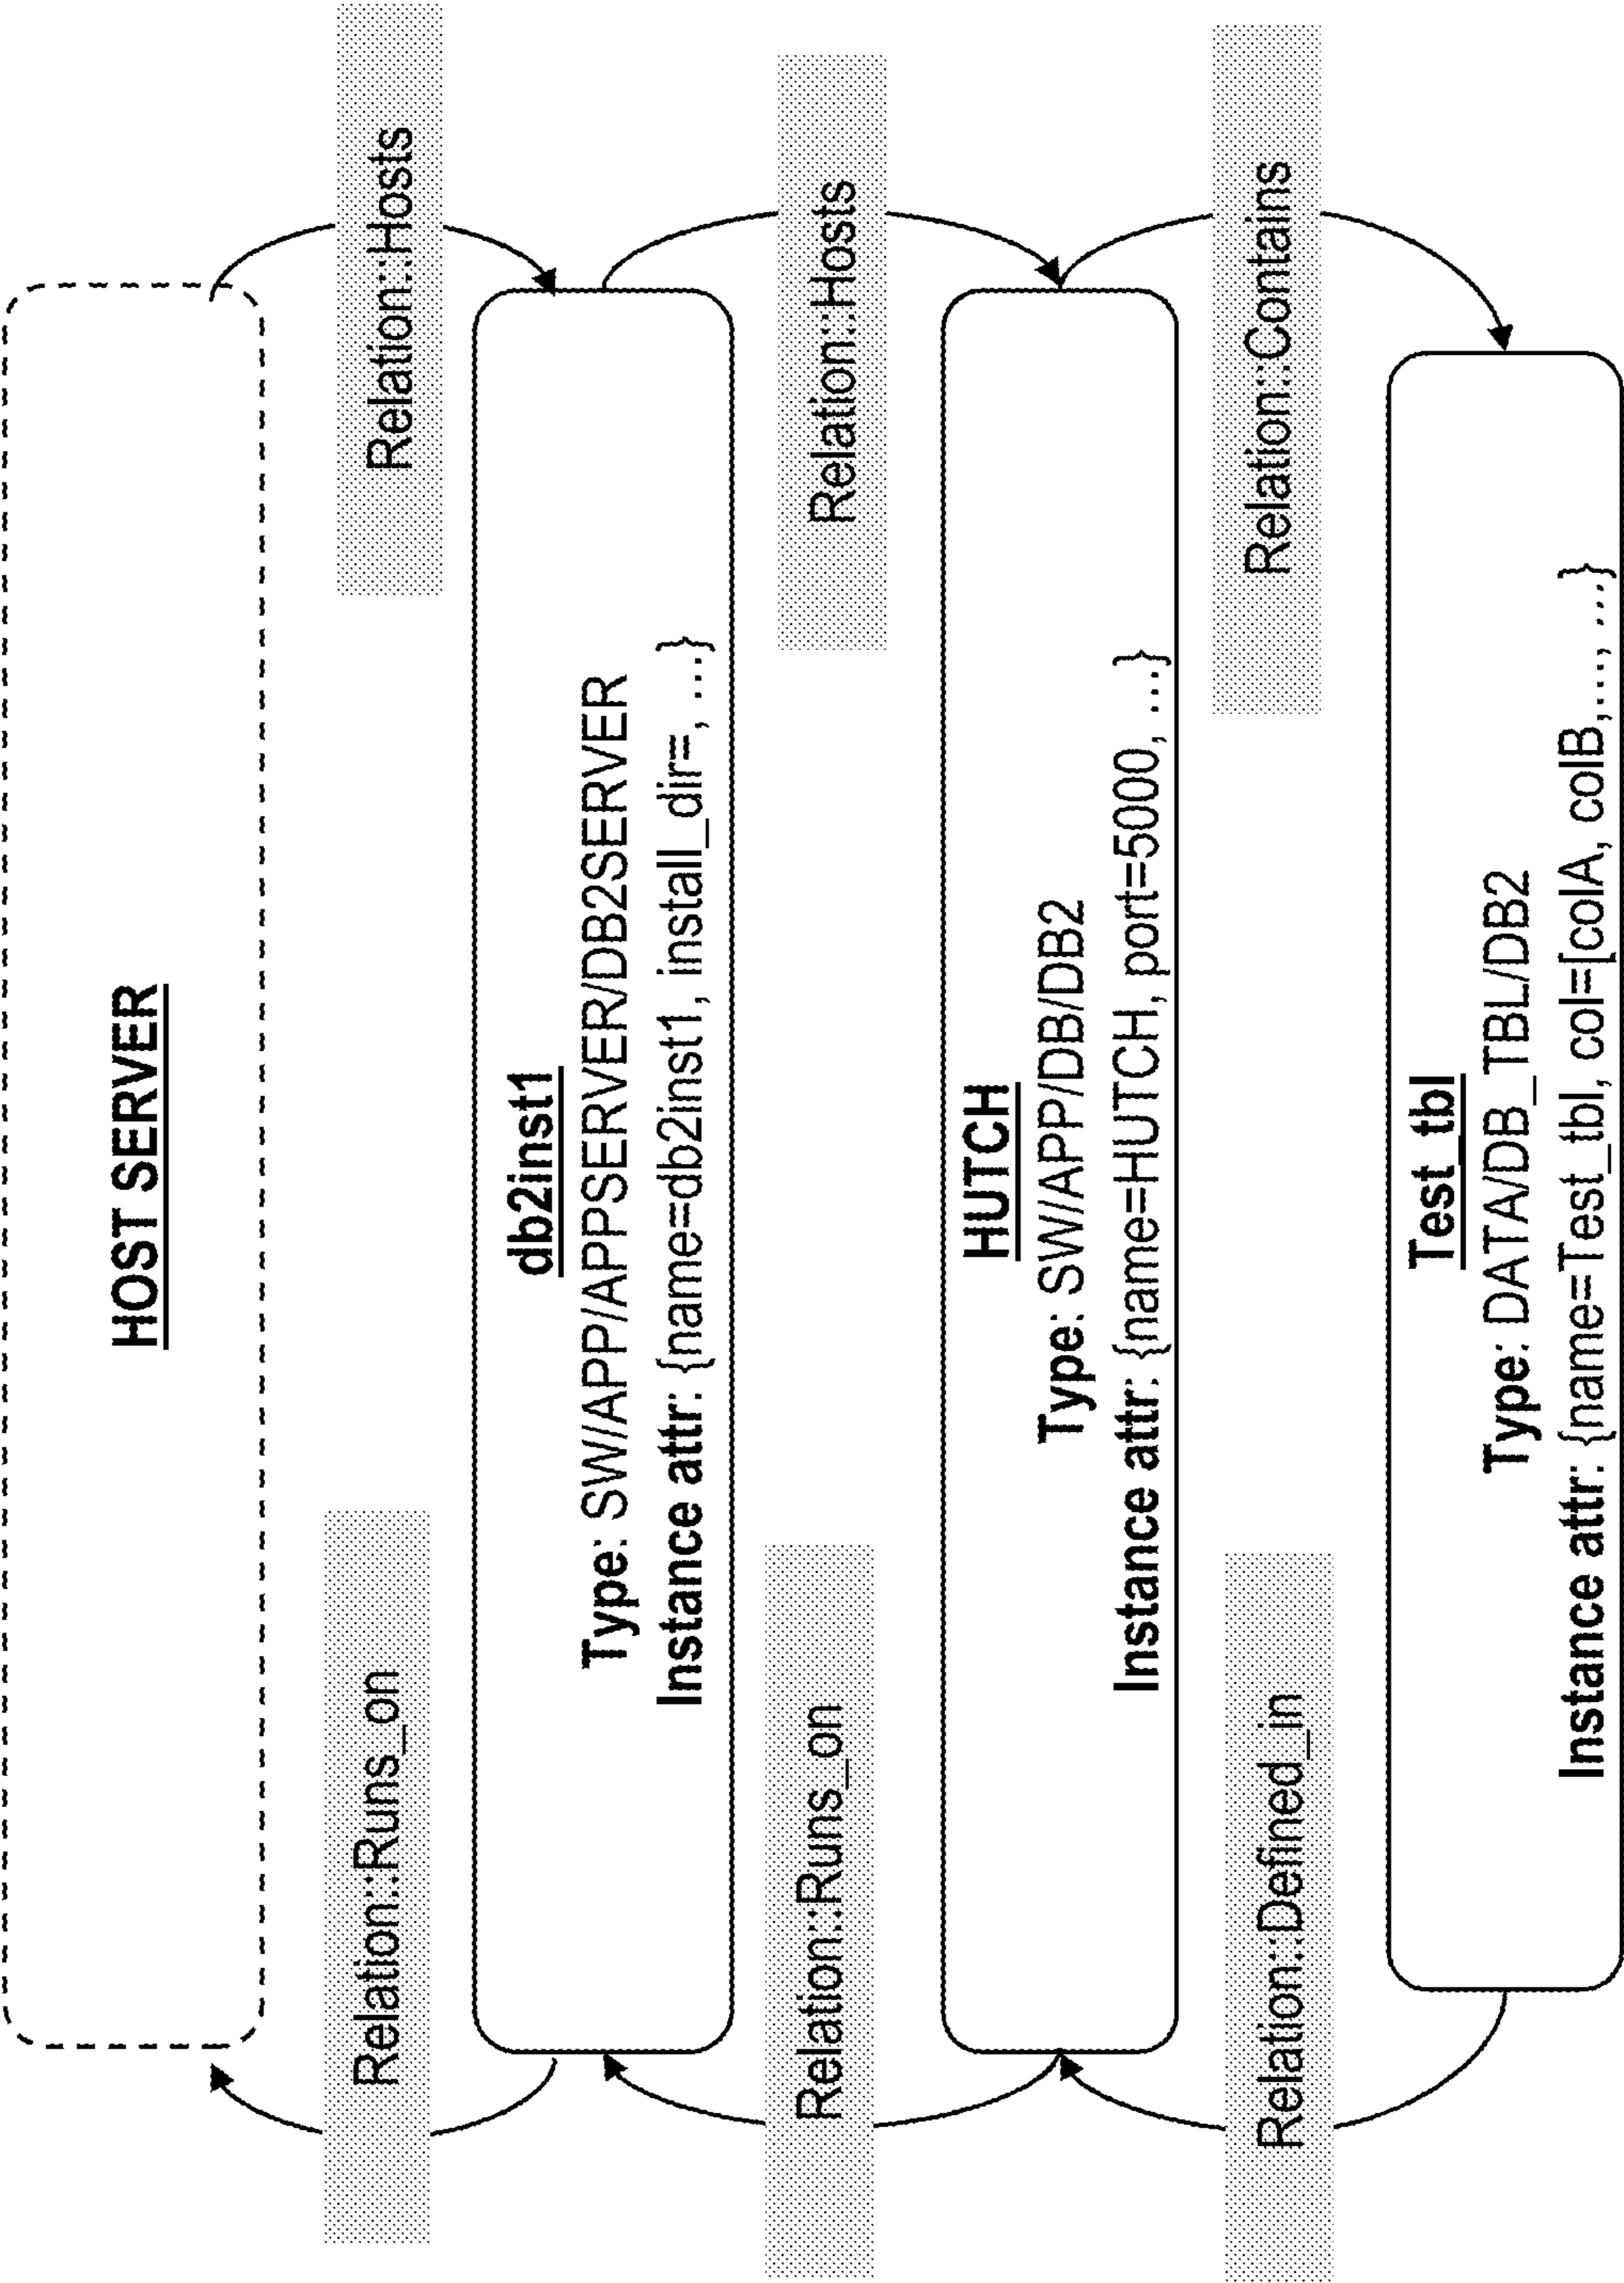 HOST SERVER
Relation::Runs_on
Relation::Hosts
db2inst1
Type: SW/APP/APPSERVER/DB2SERVER
Instance attr: {name=db2inst1, install_dir=, ...}
Relation::Runs_on
Relation::Hosts
HUTCH
Type: SW/APP/DB/DB2
Instance attr: {name=HUTCH, port=5000, ...}
Relation::Defined_in
Relation::Contains
Test_tbl
Type: DATA/DB_TBL/DB2
Instance attr: {name=Test_tbl, col=[colA, colB,..., ...}